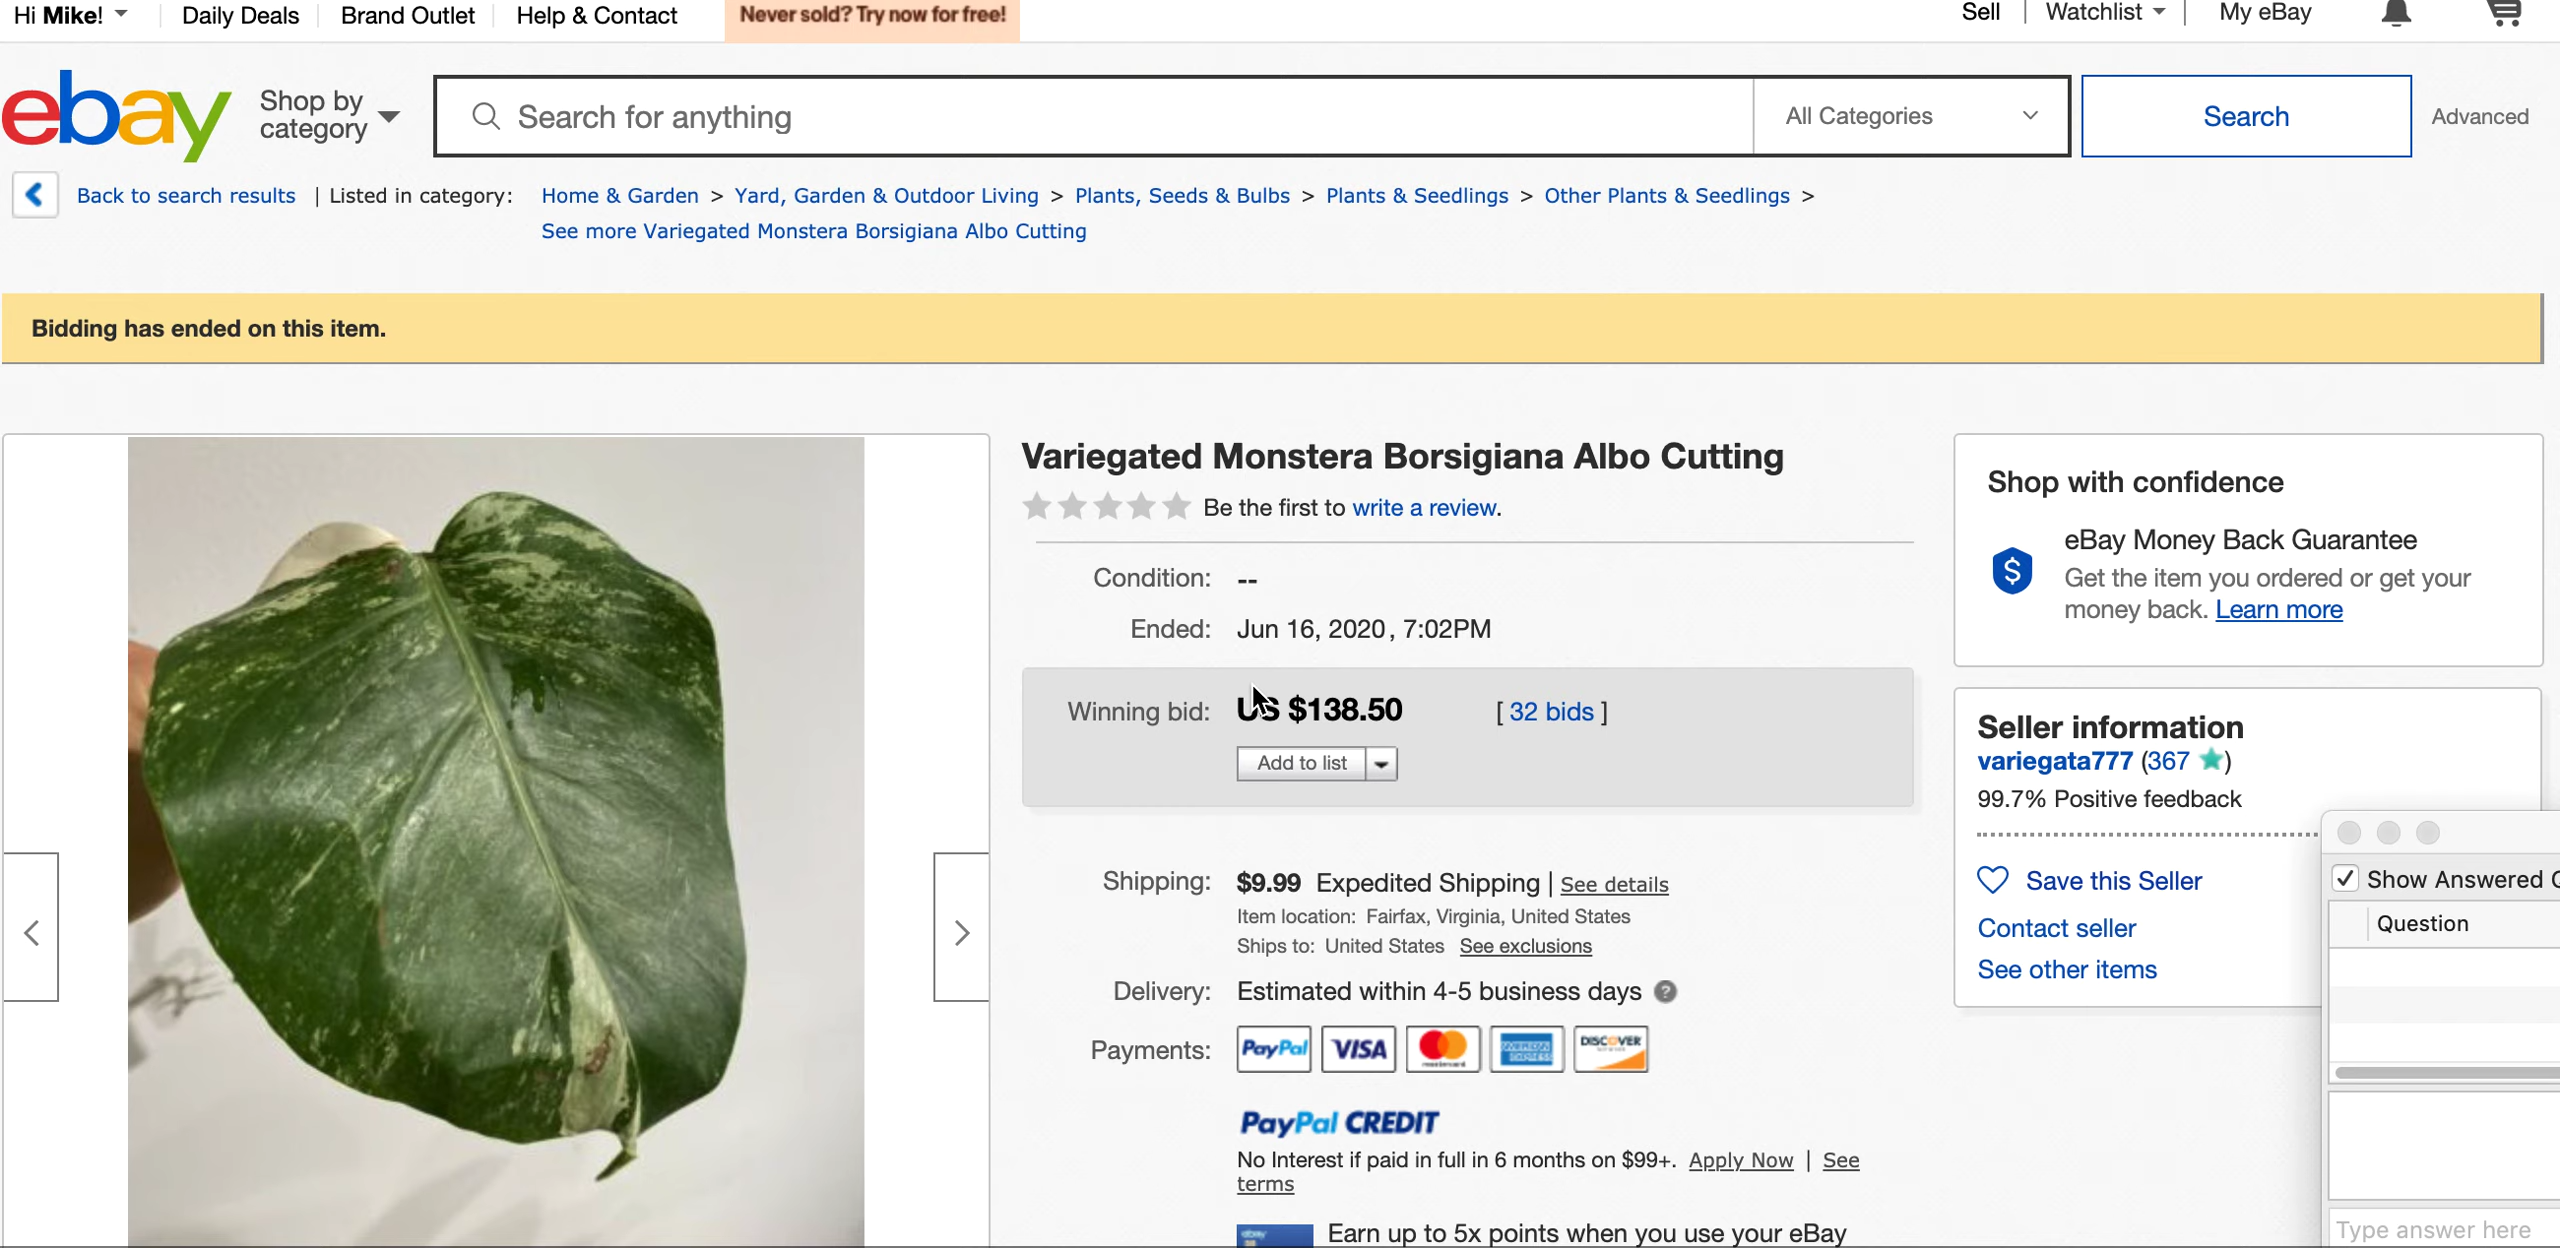 Hi Mike!
Daily Deals
Brand Outlet
Help & Contact
Never sold? Try now for free!
Sell
Watchlist
My eBay
ebay
Shop by
category
Search for anything
All Categories
Search
Advanced
Back to search results | Listed in category: Home & Garden > Yard, Garden & Outdoor Living > Plants, Seeds & Bulbs > Plants & Seedlings > Other Plants & Seedlings >
See more Variegated Monstera Borsigiana Albo Cutting
Bidding has ended on this item.
Variegated Monstera Borsigiana Albo Cutting
Be the first to write a review.
Condition: --
Ended: Jun 16, 2020 , 7:02PM
Winning bid: US $138.50 [ 32 bids ]
Add to list
Shipping: $9.99 Expedited Shipping | See details
Item location: Fairfax, Virginia, United States
Ships to: United States See exclusions
Delivery: Estimated within 4-5 business days ?
Payments: PayPal VISA mastercard AMERICAN EXPRESS DISCOVER
PayPal CREDIT
No Interest if paid in full in 6 months on $99+. Apply Now | See
terms
ebay
Earn up to 5x points when you use your eBay
Shop with confidence
$
eBay Money Back Guarantee
Get the item you ordered or get your
money back. Learn more
Seller information
variegata777 (367 ★)
99.7% Positive feedback
Save this Seller
Contact seller
See other items
Show Answered
Question
Type answer here